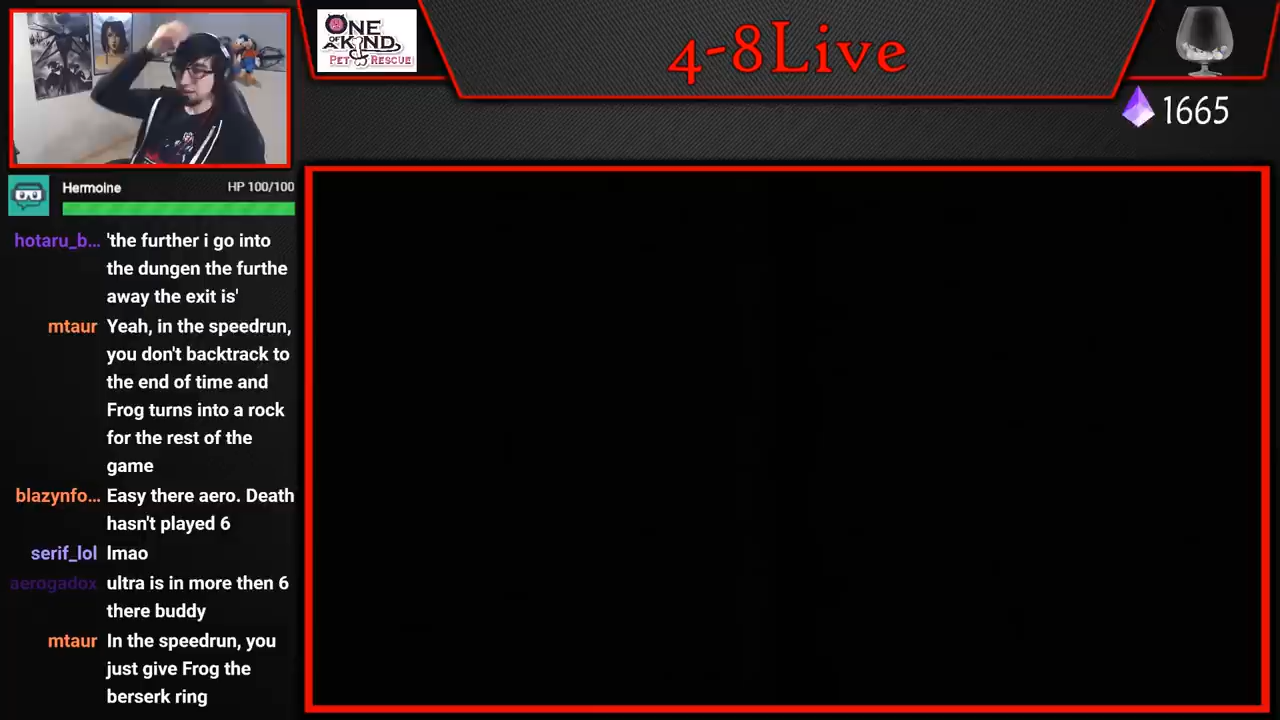 ONE
OF A KIND
PET RESCUE
4-8Live
1665
Hermoine HP 100/100
hotaru_b... 'the further i go into
the dungen the furthe
away the exit is'
mtaur Yeah, in the speedrun,
you don't backtrack to
the end of time and
Frog turns into a rock
for the rest of the
game
blazynfo... Easy there aero. Death
hasn't played 6
serif_lol lmao
aerogadox ultra is in more then 6
there buddy
mtaur In the speedrun, you
just give Frog the
berserk ring